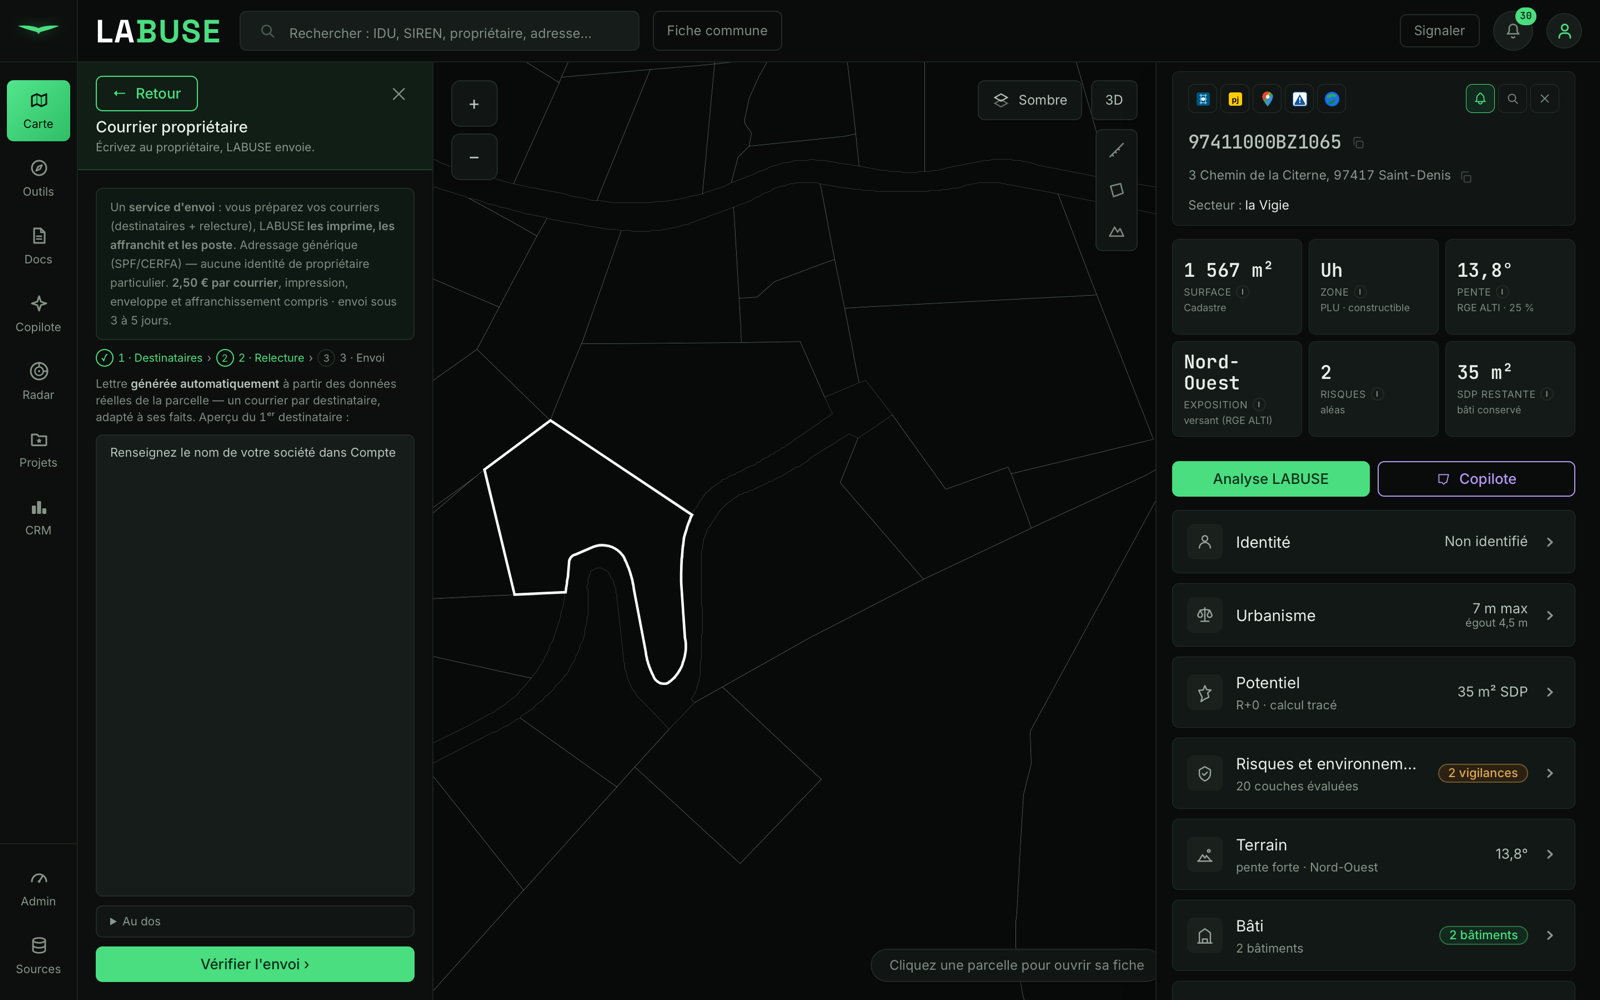 LABUSE
Rechercher : IDU, SIREN, propriétaire, adresse...
Fiche commune
Signaler
30
Carte
Outils
Docs
Copilote
Radar
Projets
CRM
Admin
Sources
← Retour
Courrier propriétaire
Écrivez au propriétaire, LABUSE envoie.
Un service d'envoi : vous préparez vos courriers
(destinataires + relecture), LABUSE les imprime, les
affranchit et les poste. Adressage générique
(SPF/CERFA) — aucune identité de propriétaire
particulier. 2,50 € par courrier, impression,
enveloppe et affranchissement compris · envoi sous
3 à 5 jours.
✓ 1 · Destinataires › 2 2 · Relecture › 3 3 · Envoi
Lettre générée automatiquement à partir des données
réelles de la parcelle — un courrier par destinataire,
adapté à ses faits. Aperçu du 1er destinataire :
Renseignez le nom de votre société dans Compte
▶ Au dos
Vérifier l'envoi ›
+
−
Sombre
3D
Cliquez une parcelle pour ouvrir sa fiche
pj
97411000BZ1065
3 Chemin de la Citerne, 97417 Saint-Denis
Secteur : la Vigie
1 567 m²
SURFACE
Cadastre
Uh
ZONE
PLU · constructible
13,8°
PENTE
RGE ALTI · 25 %
Nord-
Ouest
EXPOSITION
versant (RGE ALTI)
2
RISQUES
aléas
35 m²
SDP RESTANTE
bâti conservé
Analyse LABUSE
Copilote
Identité
Non identifié
Urbanisme
7 m max
égout 4,5 m
Potentiel
R+0 · calcul tracé
35 m² SDP
Risques et environnem...
20 couches évaluées
2 vigilances
Terrain
pente forte · Nord-Ouest
13,8°
Bâti
2 bâtiments
2 bâtiments